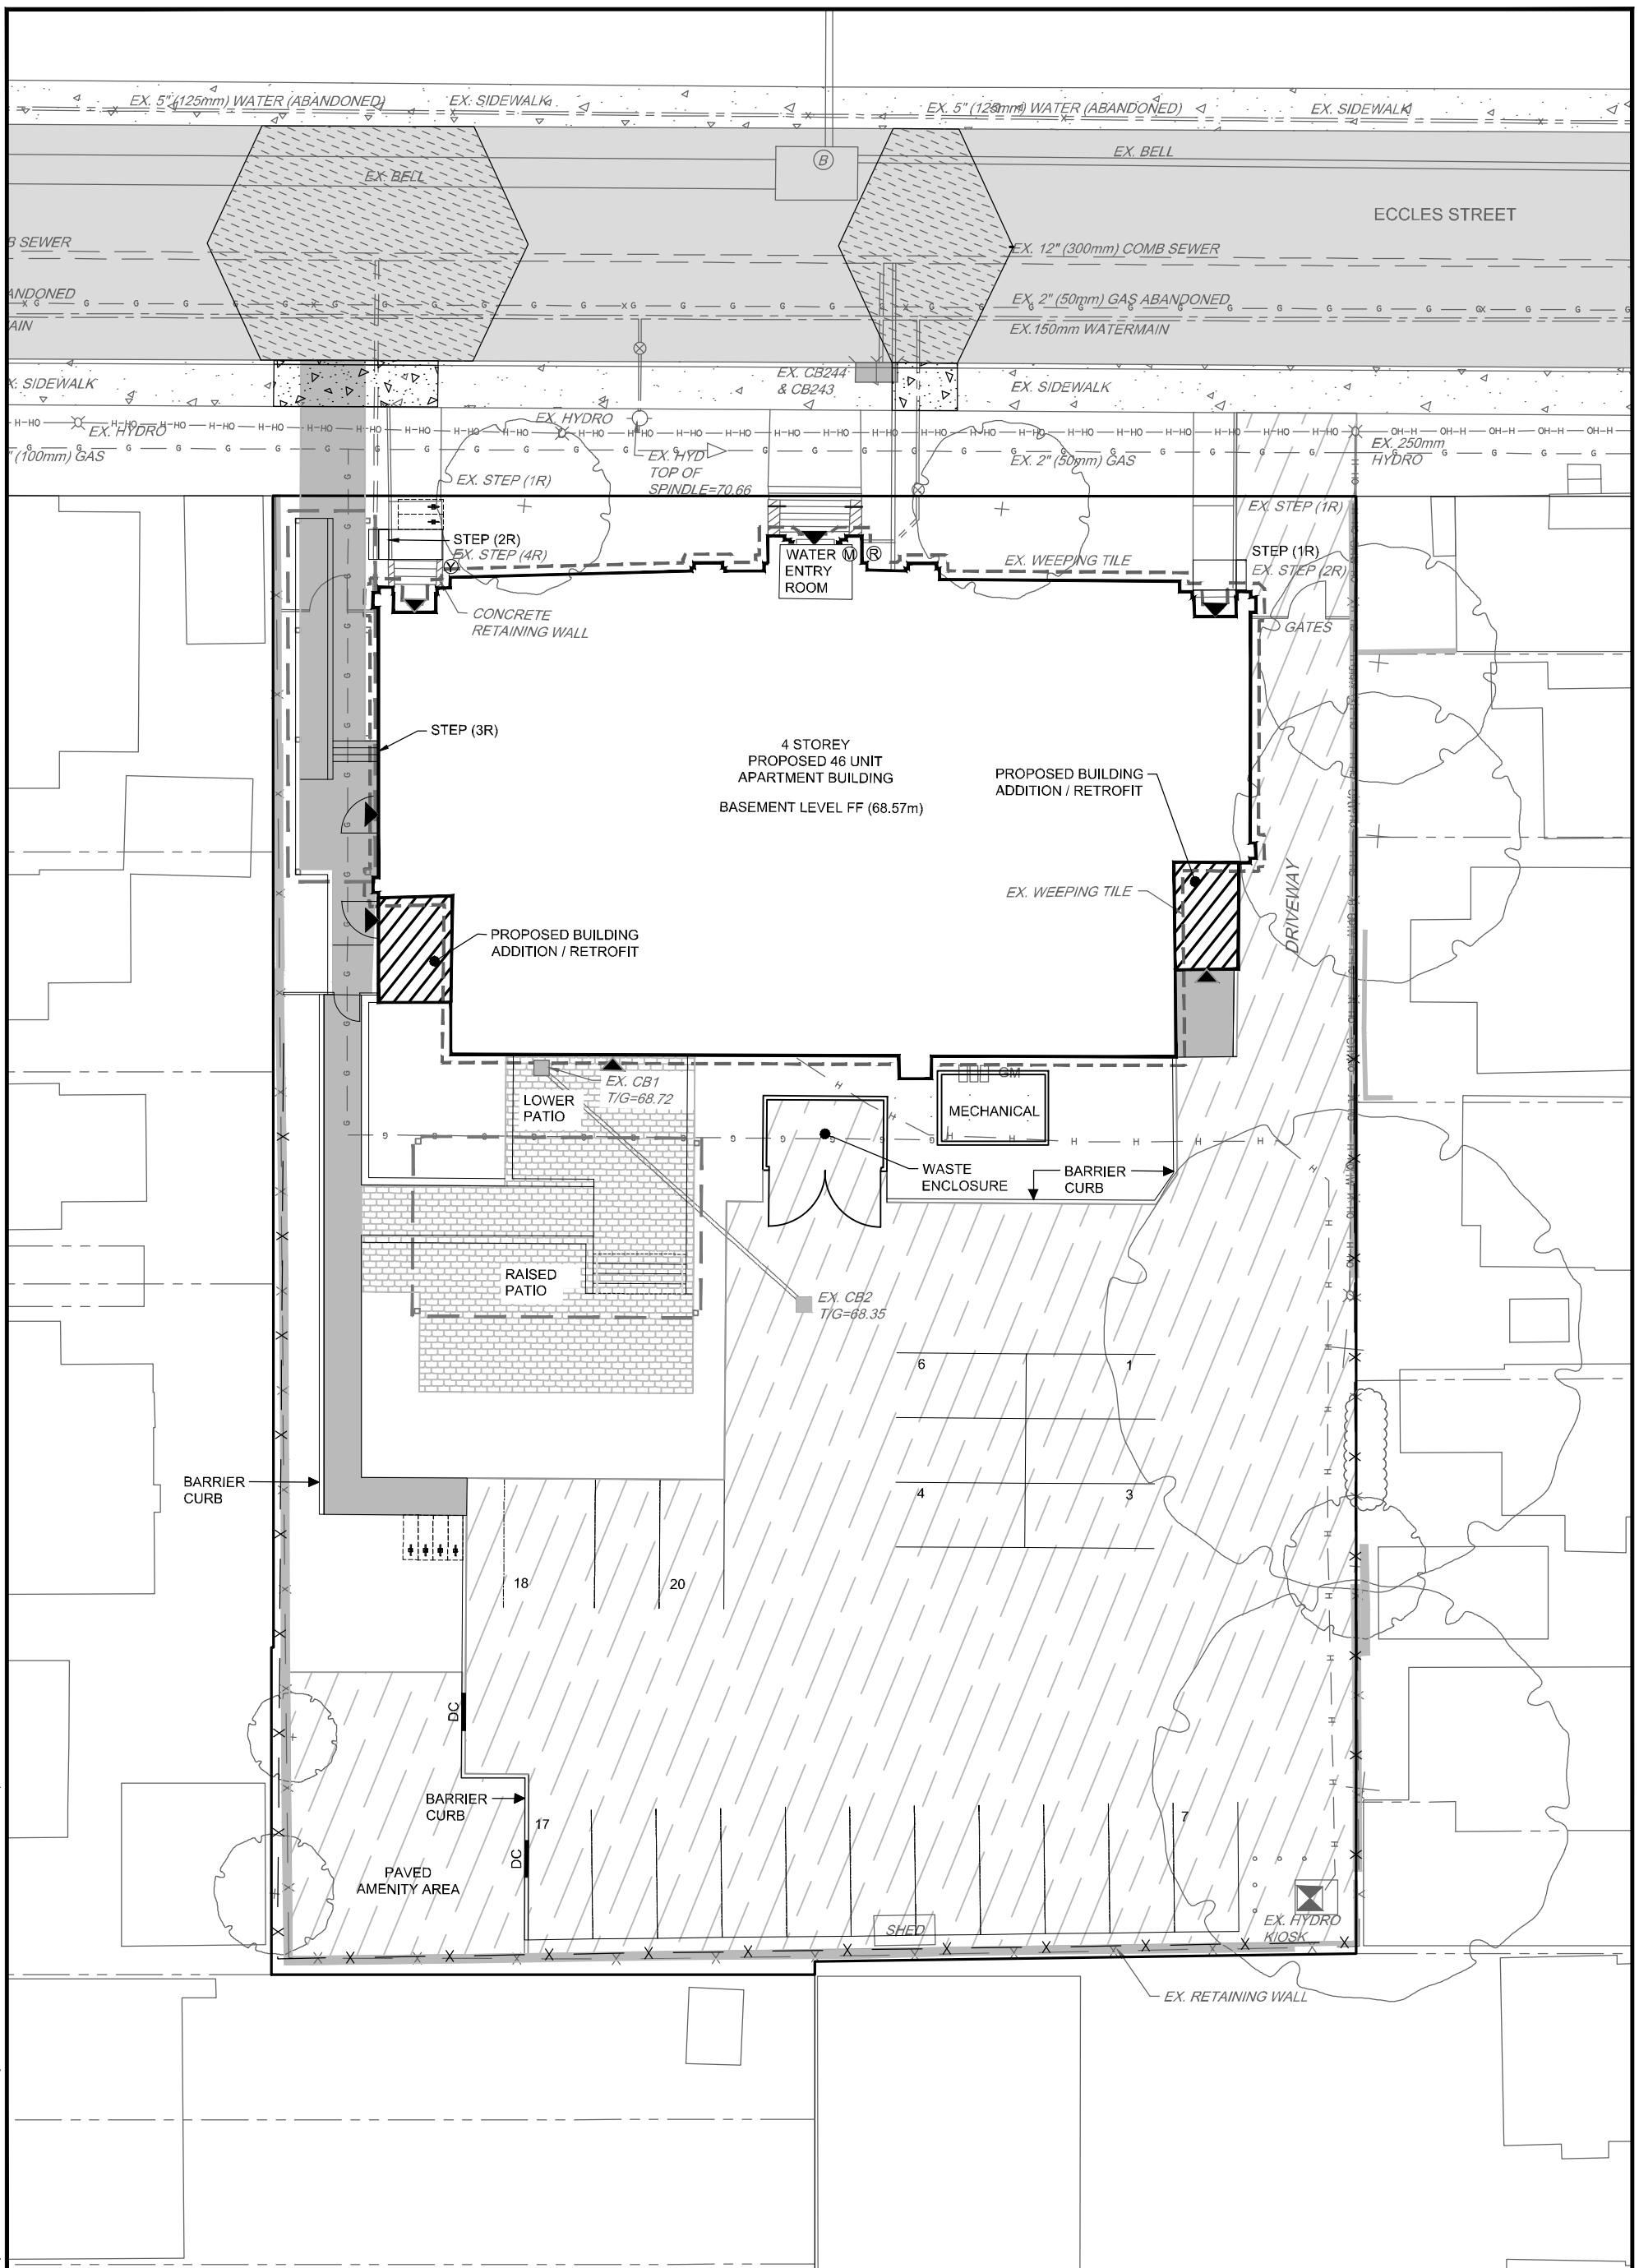 EX. 5" (125mm) WATER (ABANDONED)
EX. SIDEWALK
EX. 5" (125mm) WATER (ABANDONED)
EX. SIDEWALK
EX. BELL
B
EX. BELL
ECCLES STREET
B SEWER
EX. 12" (300mm) COMB SEWER
ANDONED
EX. 2" (50mm) GAS ABANDONED
AIN
EX.150mm WATERMAIN
X. SIDEWALK
EX. CB244
& CB243
EX. SIDEWALK
EX. HYDRO
EX. HYDRO
" (100mm) GAS
EX. HYD
TOP OF
SPINDLE=70.66
EX. 2" (50mm) GAS
EX. 250mm
HYDRO
EX. STEP (1R)
EX. STEP (1R)
STEP (2R)
EX. STEP (4R)
V
WATER
ENTRY
ROOM
M
R
EX. WEEPING TILE
STEP (1R)
EX. STEP (2R)
CONCRETE
RETAINING WALL
GATES
STEP (3R)
4 STOREY
PROPOSED 46 UNIT
APARTMENT BUILDING
BASEMENT LEVEL FF (68.57m)
PROPOSED BUILDING
ADDITION / RETROFIT
EX. WEEPING TILE
DRIVEWAY
PROPOSED BUILDING
ADDITION / RETROFIT
EX. CB1
T/G=68.72
LOWER
PATIO
GM
MECHANICAL
WASTE
ENCLOSURE
BARRIER
CURB
RAISED
PATIO
EX. CB2
T/G=68.35
6
1
4
3
BARRIER
CURB
18
20
DC
BARRIER
CURB
17
7
DC
PAVED
AMENITY AREA
SHED
EX. HYDRO
KIOSK
EX. RETAINING WALL